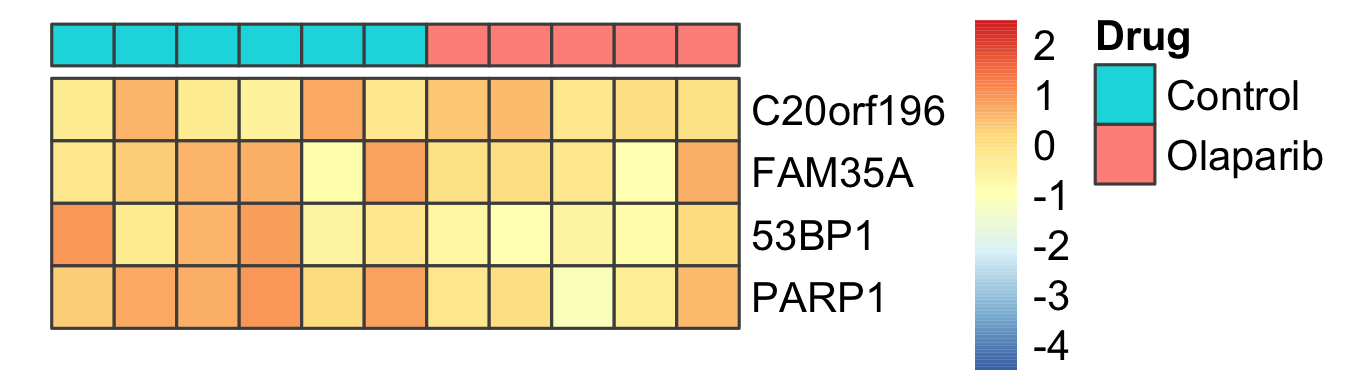 C20orf196
FAM35A
53BP1
PARP1
2
1
0
-1
-2
-3
-4
Drug
Control
Olaparib